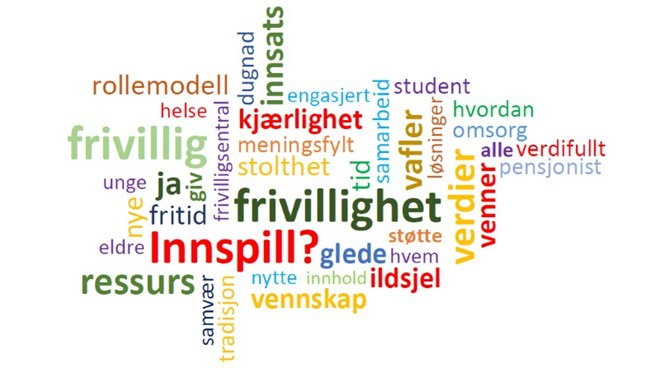 innsats
dugnad
rollemodell
student
engasjert
helse
kjærlighet
samarbeid
vafler
løsninger
hvordan
omsorg
frivillig
frivilligsentral
meningsfylt
alle
verdifullt
stolthet
tid
pensjonist
unge
ja
giv
nye
fritid
frivillighet
verdier
venner
eldre
Innspill?
glede
støtte
hvem
ressurs
samvær
tradisjon
nytte
innhold
ildsjel
vennskap